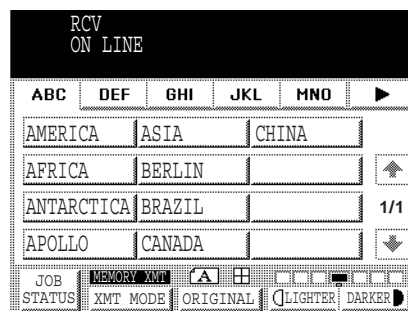 RCV
ON LINE
ABC DEF GHI JKL MNO
AMERICA ASIA CHINA
AFRICA BERLIN
ANTARCTICA BRAZIL 1/1
APOLLO CANADA
JOB STATUS MEMORY XMT A
XMT MODE ORIGINAL LIGHTER DARKER